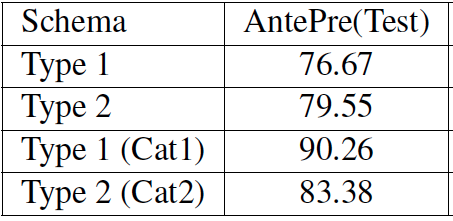 Schema AntePre(Test)
Type 1 76.67
Type 2 79.55
Type 1 (Cat1) 90.26
Type 2 (Cat2) 83.38